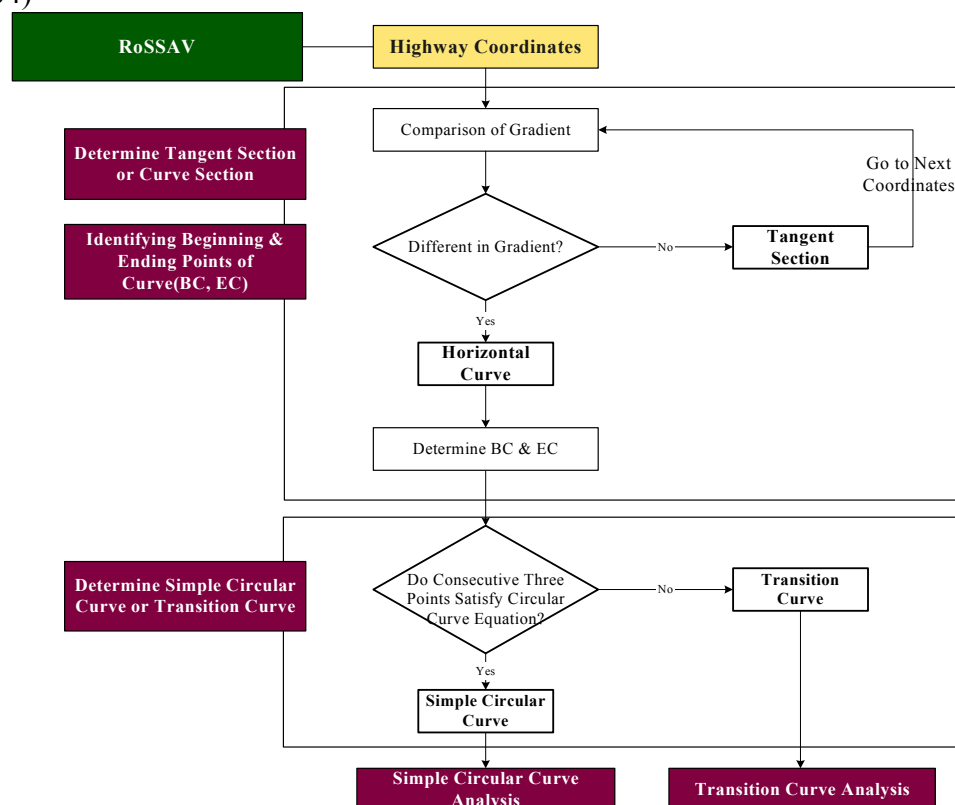 RoSSAV
Highway Coordinates
Comparison of Gradient
Determine Tangent Section
or Curve Section
Go to Next
Coordinates
Identifying Beginning &
Ending Points of
Curve(BC, EC)
Different in Gradient?
No
Tangent
Section
Yes
Horizontal
Curve
Determine BC & EC
Determine Simple Circular
Curve or Transition Curve
Do Consecutive Three
Points Satisfy Circular
Curve Equation?
No
Transition
Curve
Yes
Simple Circular
Curve
Simple Circular Curve
Analysis
Transition Curve Analysis